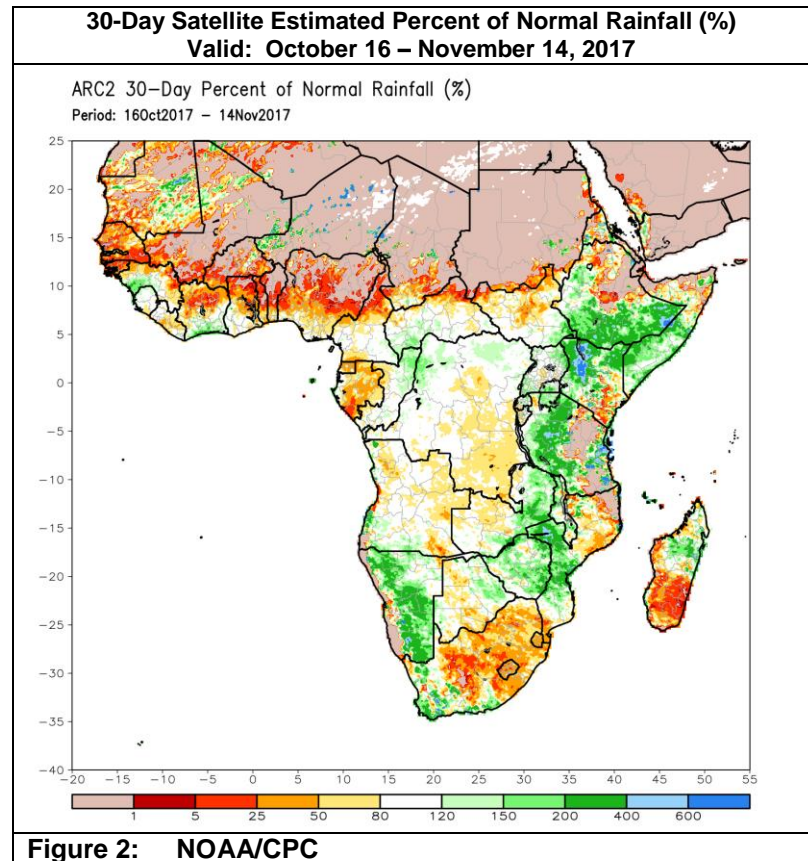 30-Day Satellite Estimated Percent of Normal Rainfall (%)
Valid: October 16 – November 14, 2017
ARC2 30-Day Percent of Normal Rainfall (%)
Period: 16Oct2017 – 14Nov2017
25
20
15
10
5
0
-5
-10
-15
-20
-25
-30
-35
-40
-20 -15 -10 -5 0 5 10 15 20 25 30 35 40 45 50 55
1 5 25 50 80 120 150 200 400 600
Figure 2: NOAA/CPC